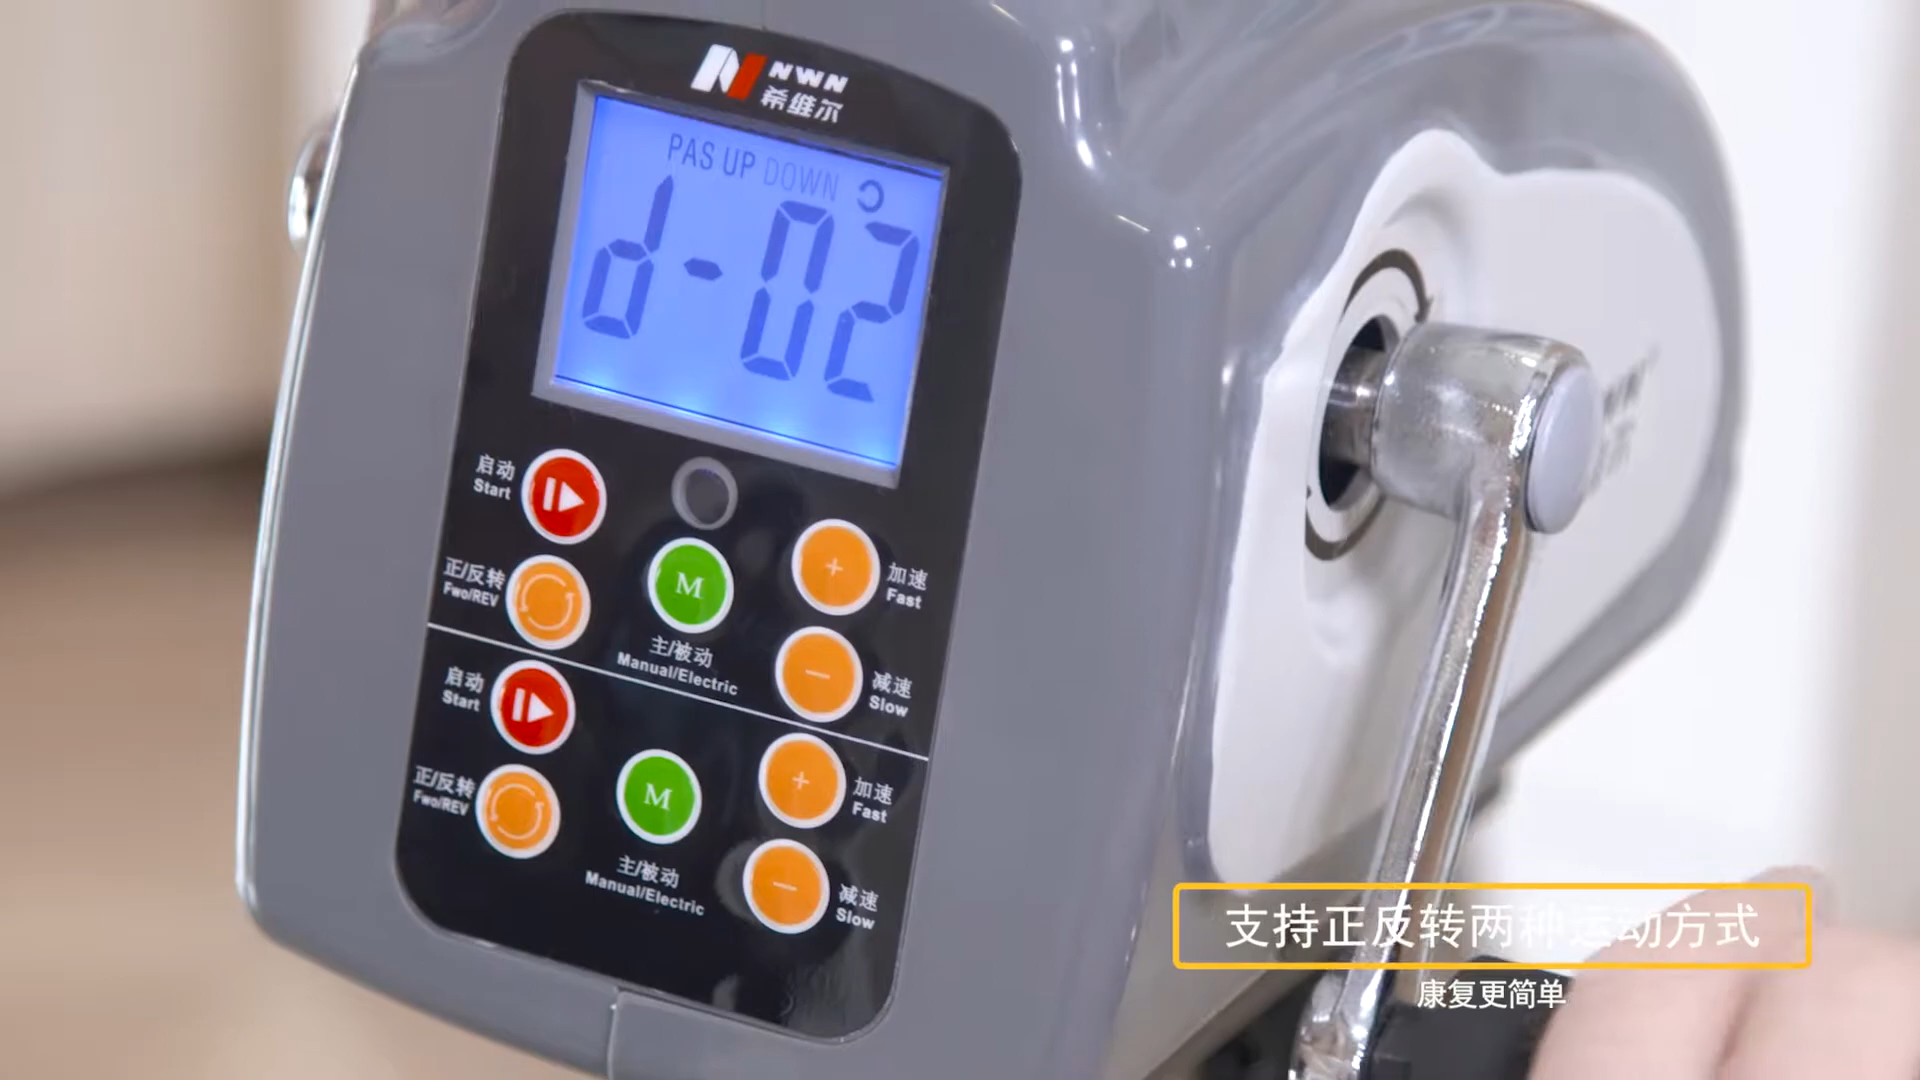 NWN
希维尔
PAS UP DOWN
d-02
启动
Start
正/反转
Fwo/REV
M
主/被动
Manual/Electric
+
加速
Fast
-
减速
Slow
启动
Start
正/反转
Fwo/REV
M
主/被动
Manual/Electric
+
加速
Fast
-
减速
Slow
支持正反转两种运动方式
康复更简单